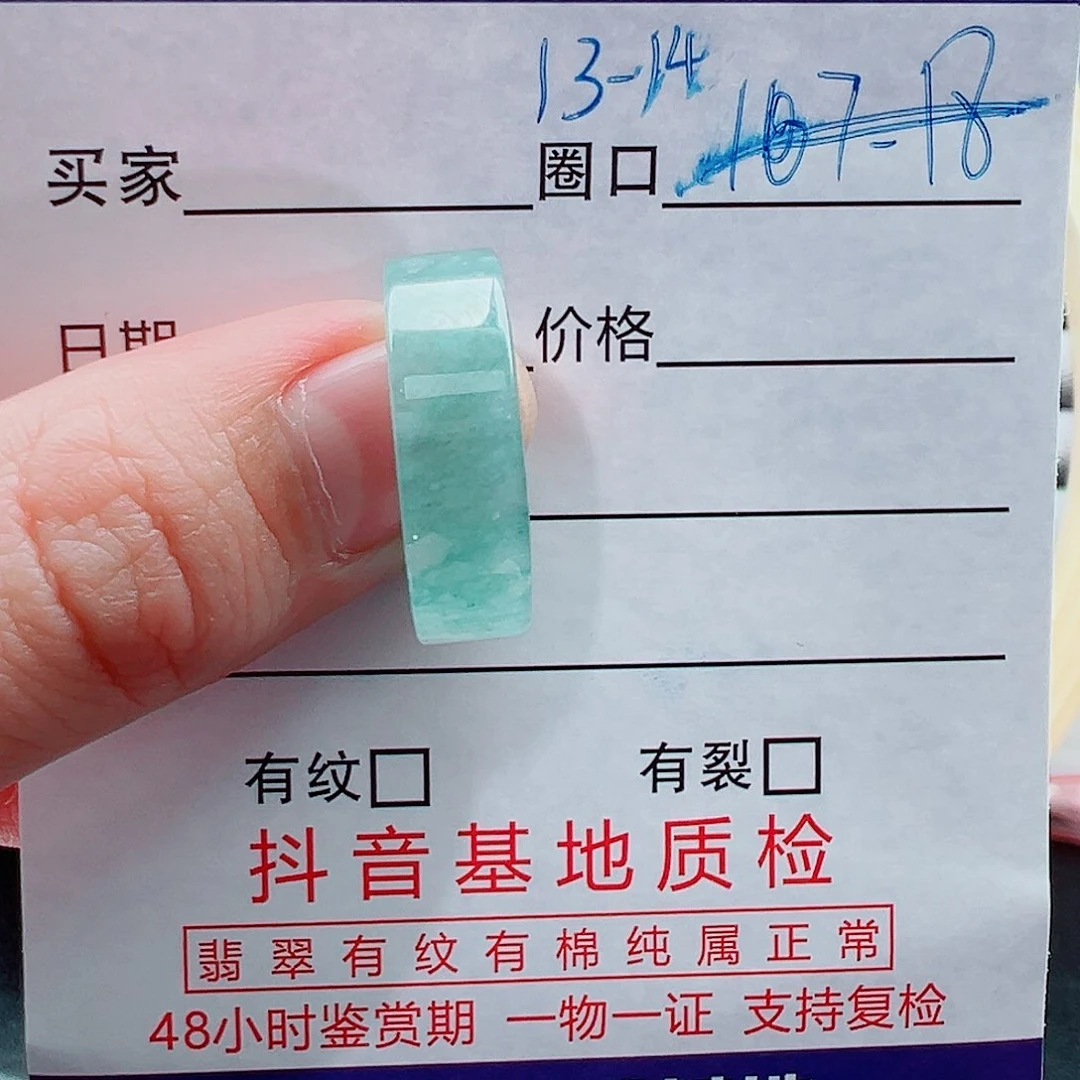 13-14
买家 圈口 107-18
日期 价格
有纹□ 有裂□
抖音基地质检
翡翠有纹有棉纯属正常
48小时鉴赏期 一物一证 支持复检